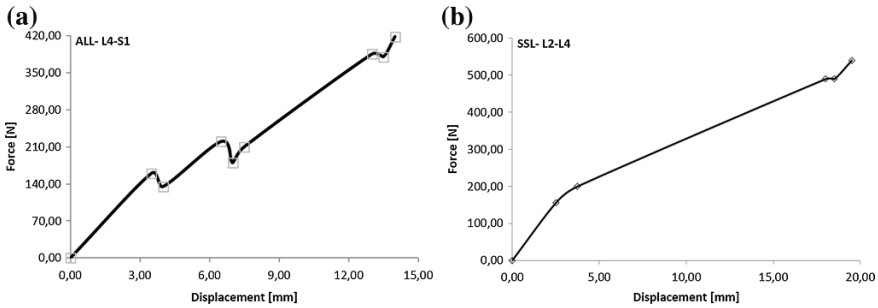 (a)
ALL- L4-S1
420,00
350,00
280,00
210,00
140,00
70,00
0,00
Force [N]
0,00 3,00 6,00 9,00 12,00 15,00
Displacement [mm]
(b)
SSL- L2-L4
600,00
500,00
400,00
300,00
200,00
100,00
0,00
Force [N]
0,00 5,00 10,00 15,00 20,00
Displacement [mm]